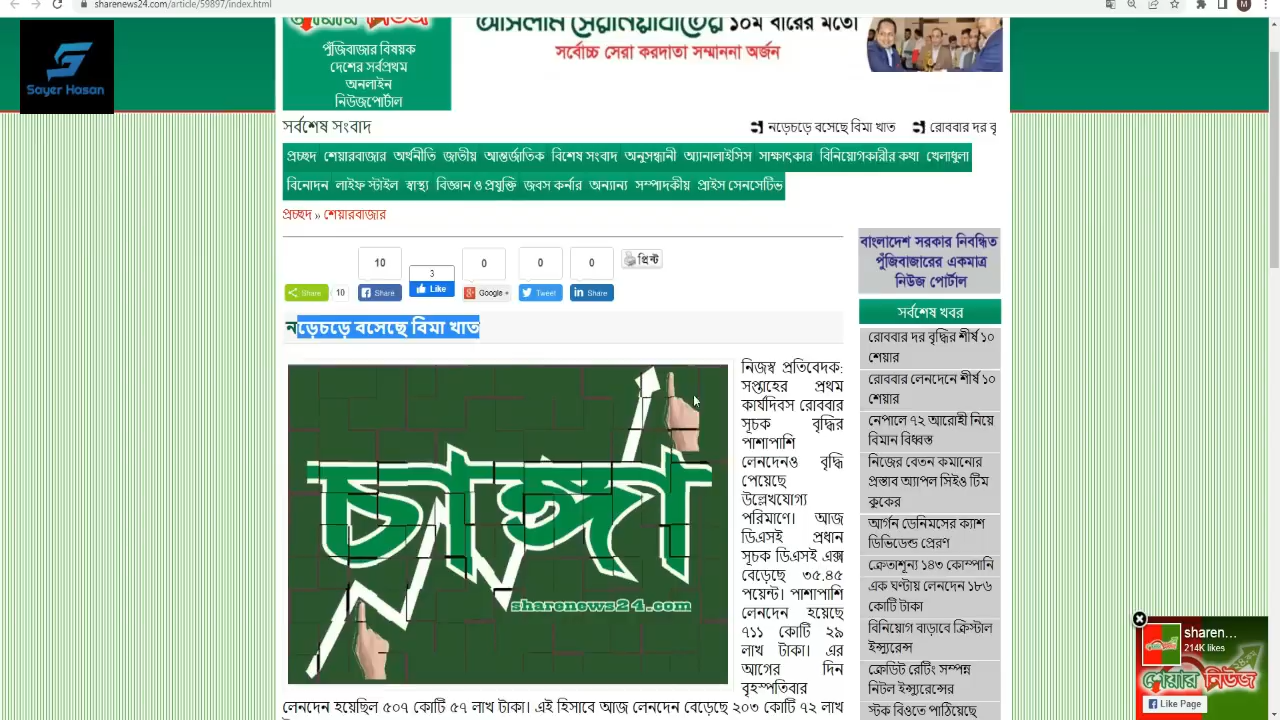 sharenews24.com/article/59897/index.html
M
Sayer Hasan
পুঁজিবাজার বিষয়ক
দেশের সর্বপ্রথম
অনলাইন
নিউজপোর্টাল
১০ম বারের মতো
সর্বোচ্চ সেরা করদাতা সম্মাননা অর্জন
সর্বশেষ সংবাদ
নড়েচড়ে বসেছে বিমা খাত
রোববার দর বৃ
প্রচ্ছদ শেয়ারবাজার অর্থনীতি জাতীয় আন্তর্জাতিক বিশেষ সংবাদ অনুসন্ধানী অ্যানালাইসিস সাক্ষাৎকার বিনিয়োগকারীর কথা খেলাধুলা
বিনোদন লাইফ স্টাইল স্বাস্থ্য বিজ্ঞান ও প্রযুক্তি জবস কর্নার অন্যান্য সম্পাদকীয় প্রাইস সেনসেটিভ
প্রচ্ছদ » শেয়ারবাজার
10
3
0
0
0
প্রিন্ট
Share
10
Share
Like
Google +
Tweet
Share
নড়েচড়ে বসেছে বিমা খাত
চাঙ্গা
sharenews24.com
নিজস্ব প্রতিবেদক:
সপ্তাহের প্রথম
কার্যদিবস রোববার
সূচক বৃদ্ধির
পাশাপাশি
লেনদেনও বৃদ্ধি
পেয়েছে
উল্লেখযোগ্য
পরিমাণে। আজ
ডিএসই প্রধান
সূচক ডিএসই এক্স
বেড়েছে ৩৫.৪৫
পয়েন্ট। পাশাপাশি
লেনদেন হয়েছে
৭১১ কোটি ২৯
লাখ টাকা। এর
আগের দিন
বৃহস্পতিবার
লেনদেন হয়েছিল ৫০৭ কোটি ৫৭ লাখ টাকা। এই হিসাবে আজ লেনদেন বেড়েছে ২০৩ কোটি ৭২ লাখ
বাংলাদেশ সরকার নিবন্ধিত
পুঁজিবাজারের একমাত্র
নিউজ পোর্টাল
সর্বশেষ খবর
রোববার দর বৃদ্ধির শীর্ষ ১০
শেয়ার
রোববার লেনদেনে শীর্ষ ১০
শেয়ার
নেপালে ৭২ আরোহী নিয়ে
বিমান বিধ্বস্ত
নিজের বেতন কমানোর
প্রস্তাব অ্যাপল সিইও টিম
কুকের
আর্গন ডেনিমসের ক্যাশ
ডিভিডেন্ড প্রেরণ
ক্রেতাশূন্য ১৪৩ কোম্পানি
এক ঘণ্টায় লেনদেন ১৮৬
কোটি টাকা
বিনিয়োগ বাড়াবে ক্রিস্টাল
ইন্স্যুরেন্স
ক্রেডিট রেটিং সম্পন্ন
নিটল ইন্স্যুরেন্সের
স্টক বিওতে পাঠিয়েছে
sharen...
214K likes
শেয়ার নিউজ
Like Page